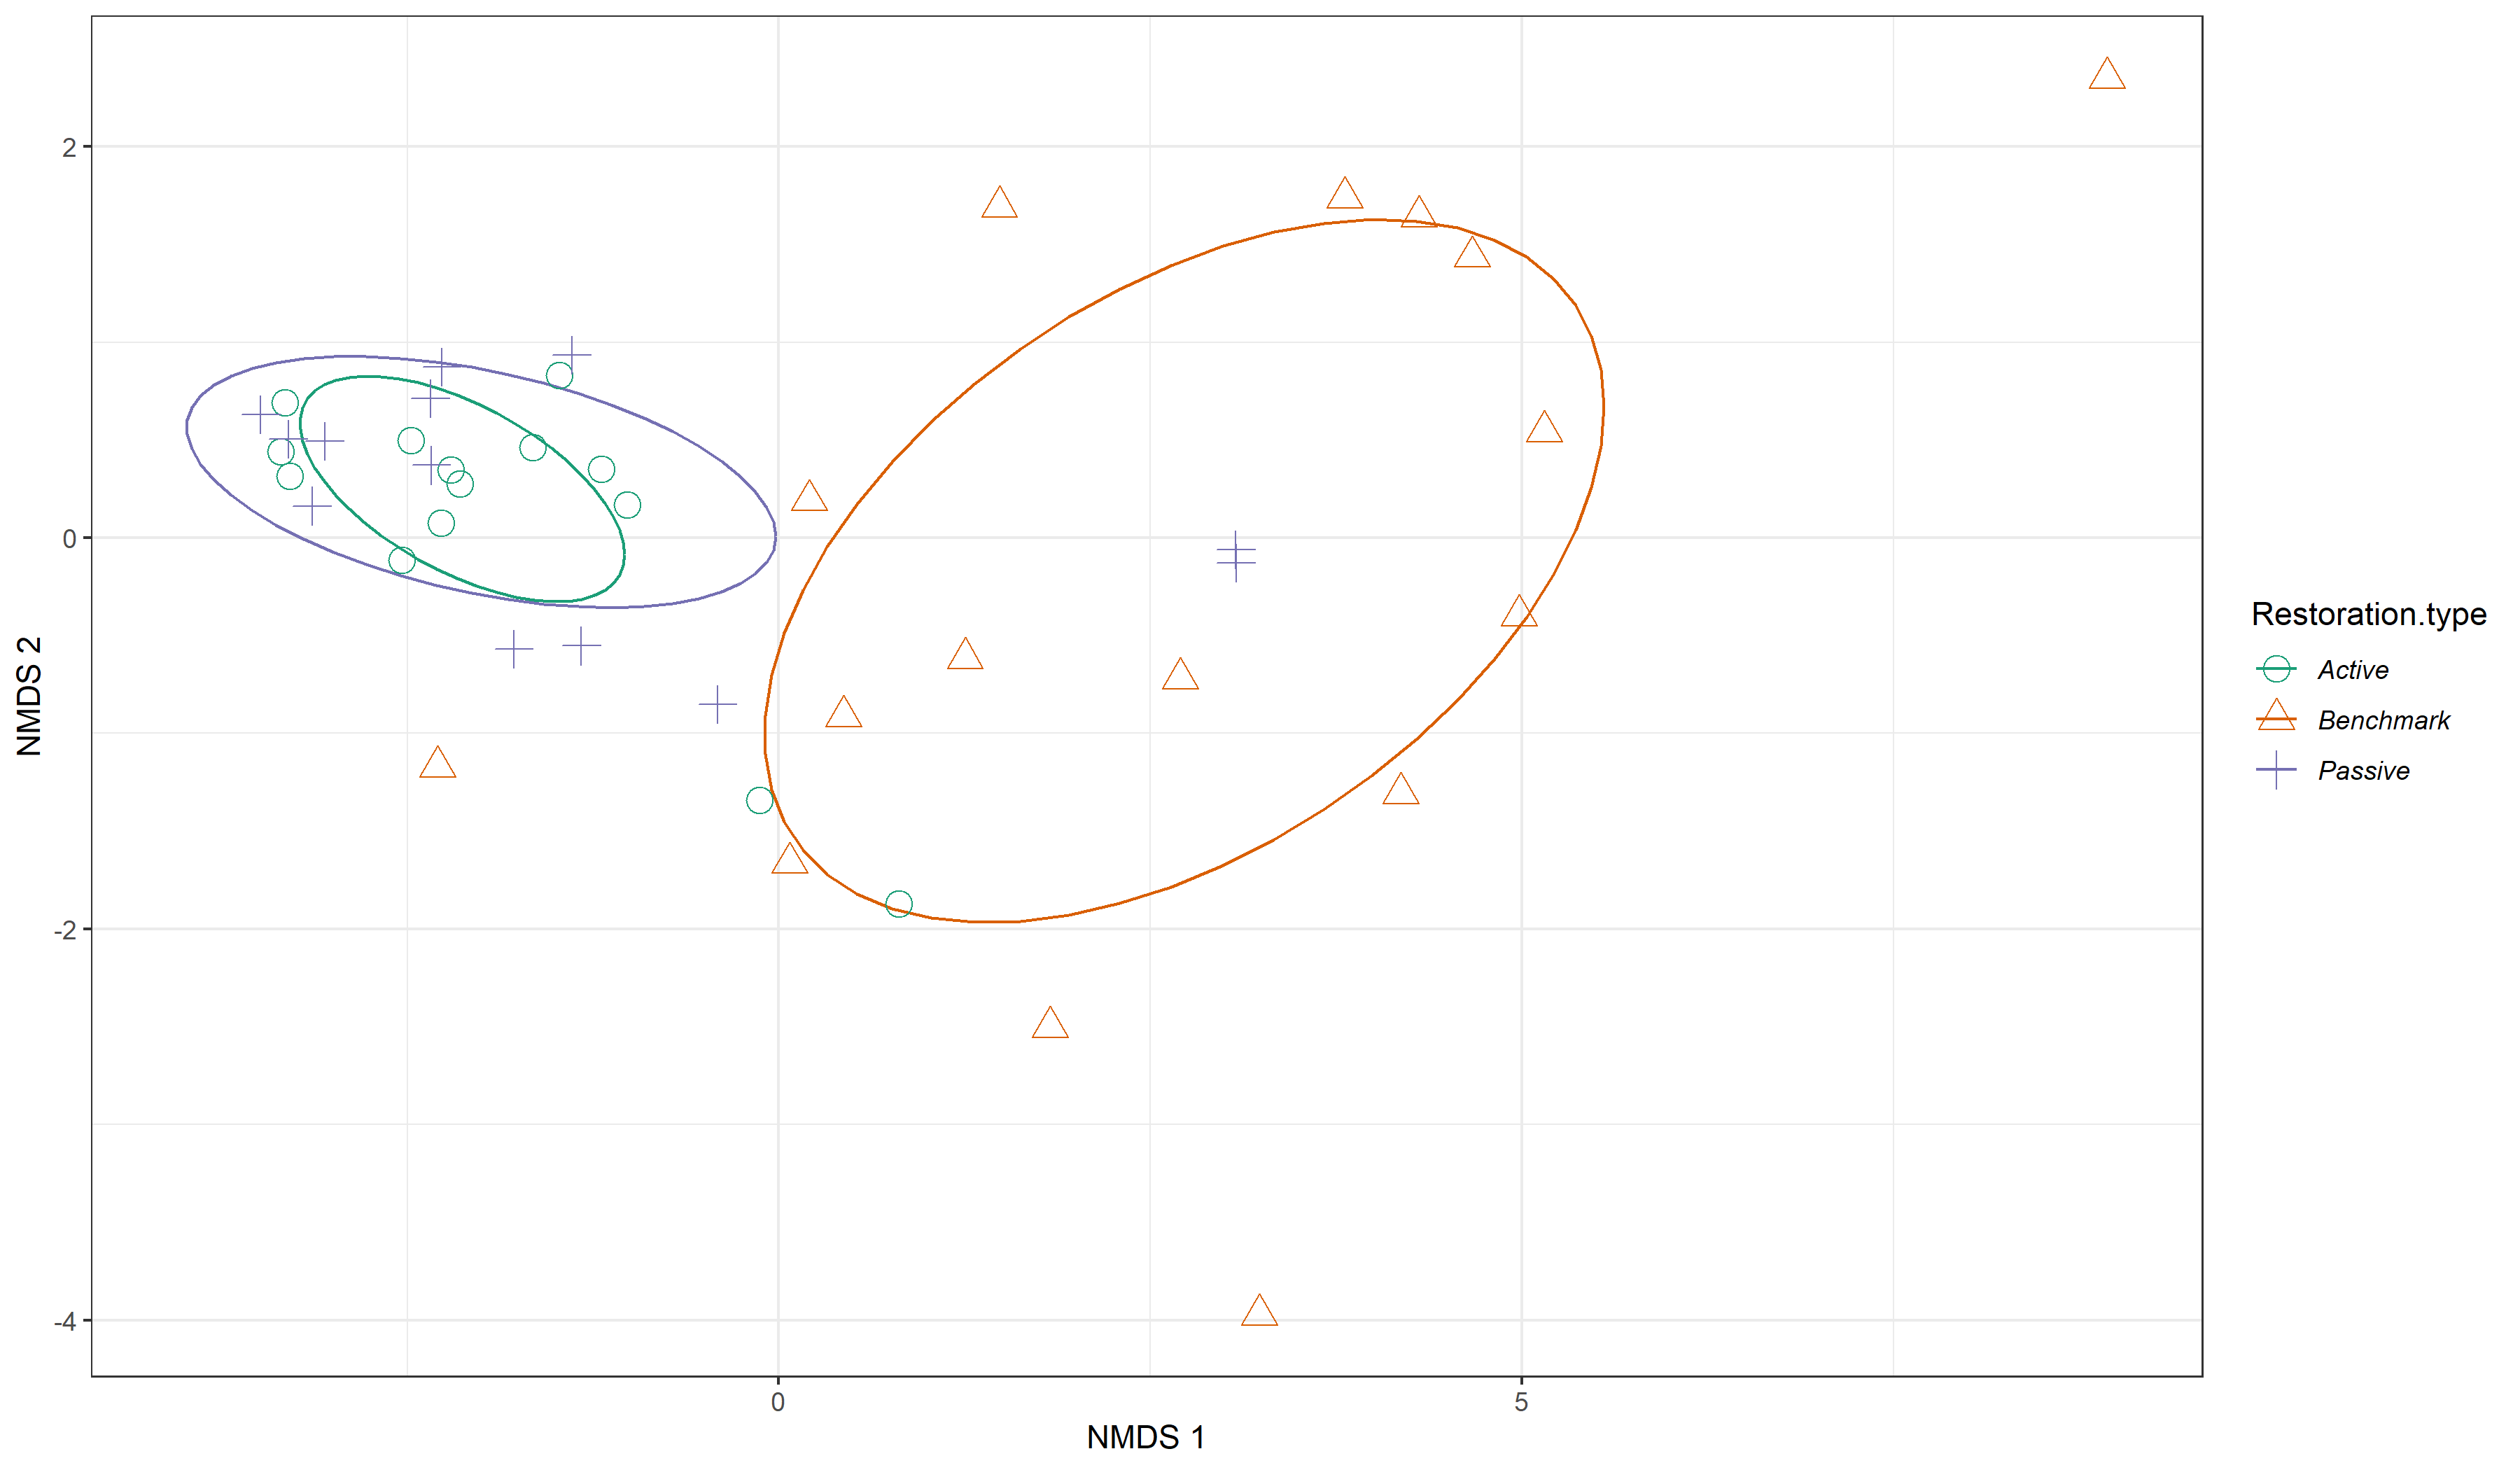 2
0
-2
-4
NMDS 2
0
5
NMDS 1
Restoration.type
Active
Benchmark
Passive